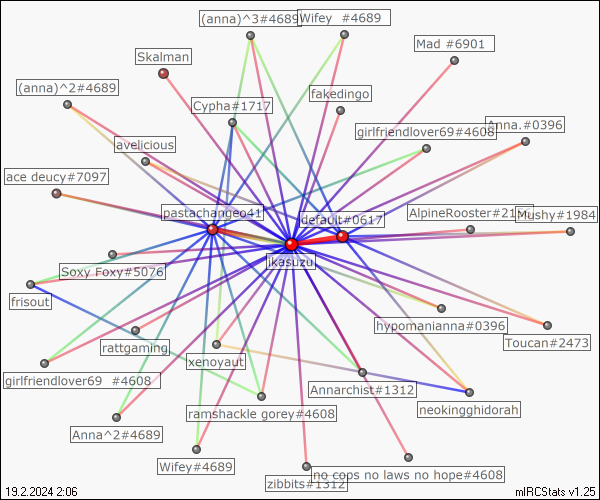 (anna)^3#4689
Wifey  #4689
Mad #6901
Skalman
(anna)^2#4689
fakedingo
Cypha#1717
Anna.#0396
girlfriendlover69#4608
avelicious
ace deucy#7097
pastachangeo41
default#0617
AlpineRooster#21
Mushy#1984
jkasuzu
Soxy Foxy#5076
frisout
hypomanianna#0396
Toucan#2473
rattgaming
xenoyaut
girlfriendlover69  #4608
Annarchist#1312
neokingghidorah
ramshackle gorey#4608
Anna^2#4689
Wifey#4689
no cops no laws no hope#4608
zibbits#1312
19.2.2024 2:06
mIRCStats v1.25